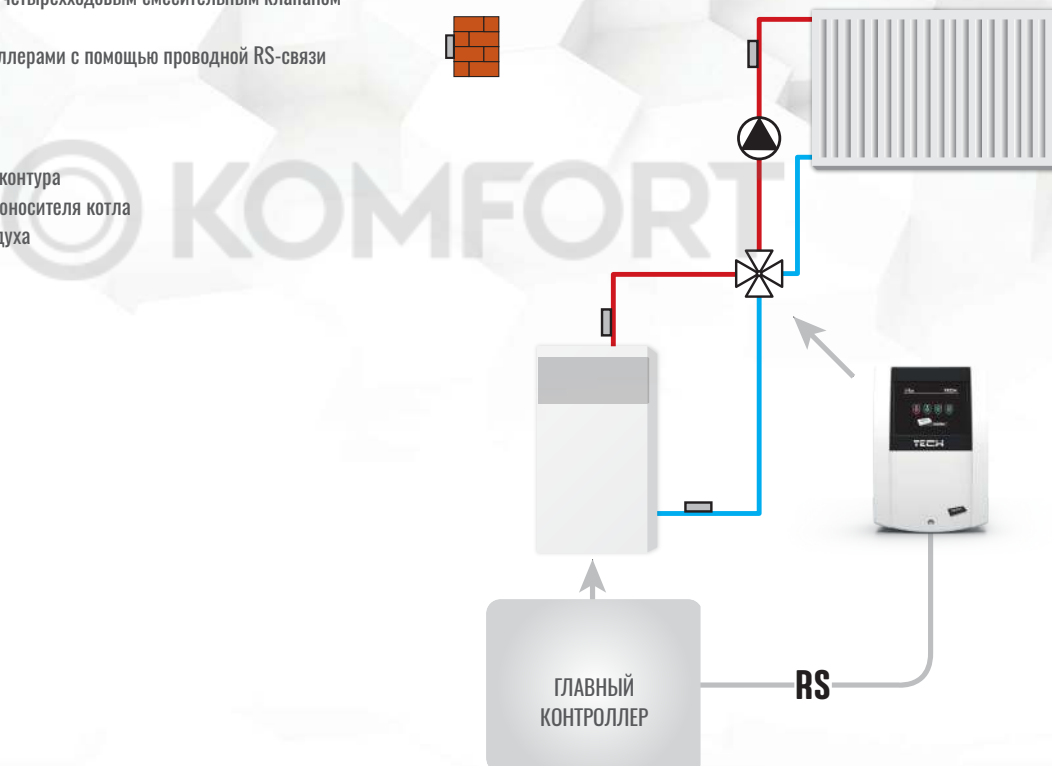 четырехходовым смесительным клапаном
ллерами с помощью проводной RS-связи
контура
оносителя котла
духа
KOMFORT
TECH
ГЛАВНЫЙ
КОНТРОЛЛЕР
RS